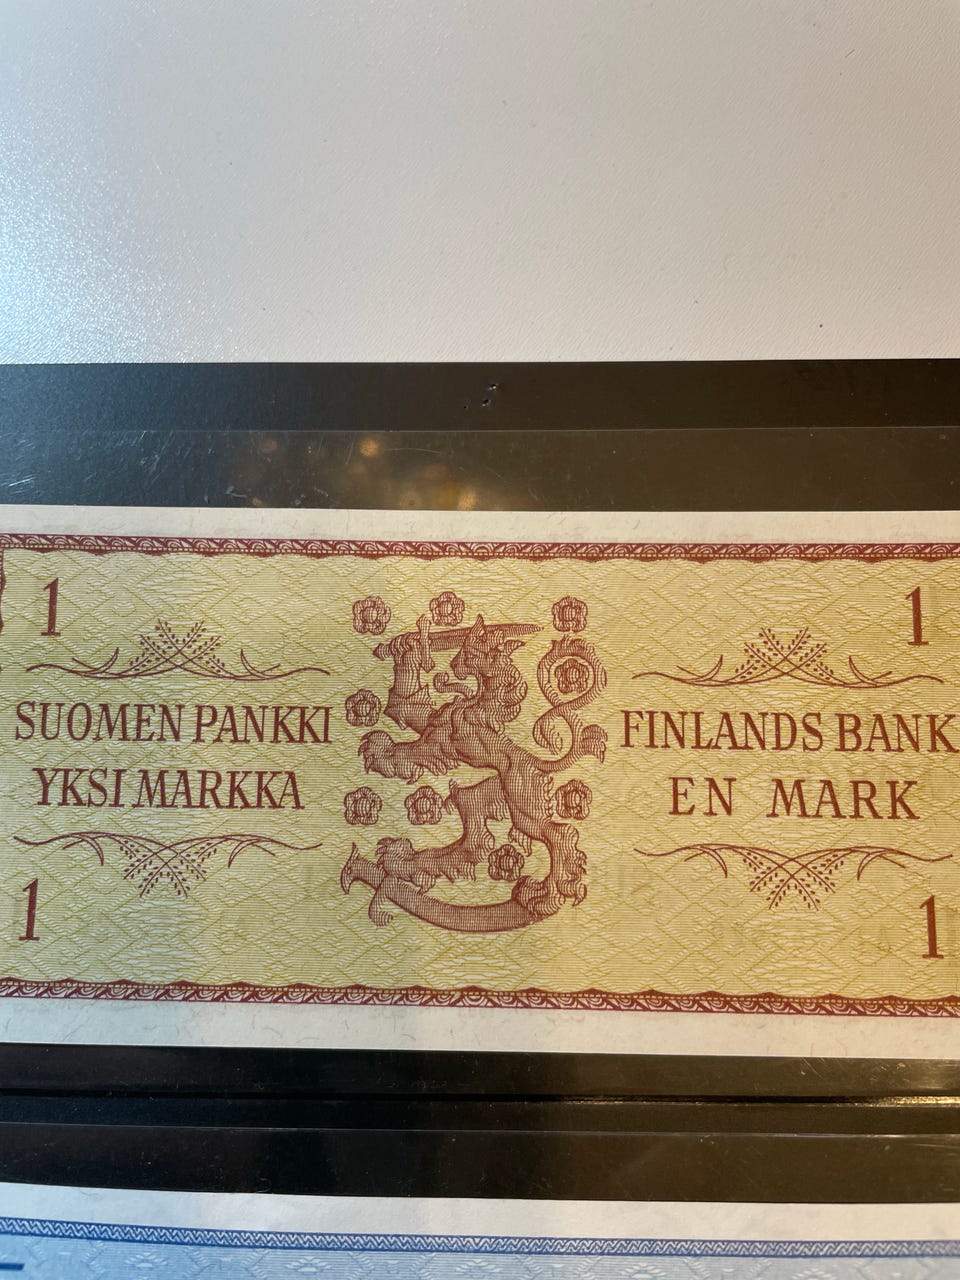 1 1
SUOMEN PANKKI FINLANDS BANK
YKSI MARKKA EN MARK
1 1